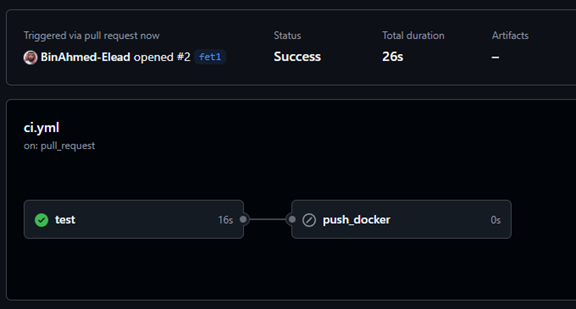 Triggered via pull request now
Status
Total duration
Artifacts
BinAhmed-Elead opened #2 fet1
Success
26s
–
ci.yml
on: pull_request
test 16s
push_docker 0s